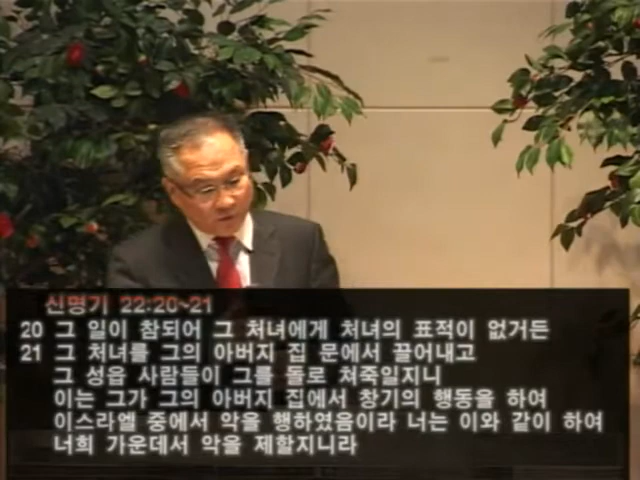 신명기 22:20~21
20 그 일이 참되어 그 처녀에게 처녀의 표적이 없거든
21 그 처녀를 그의 아버지 집 문에서 끌어내고
그 성읍 사람들이 그를 돌로 쳐죽일지니
이는 그가 그의 아버지 집에서 창기의 행동을 하여
이스라엘 중에서 악을 행하였음이라 너는 이와 같이 하여
너희 가운데서 악을 제할지니라